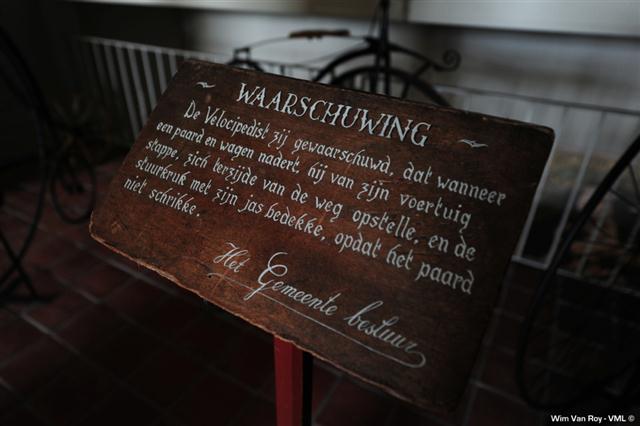 ~ WAARSCHUWING ~
De Velocipedist zij gewaarschuwd, dat wanneer
een paard en wagen nadert, hij van zijn voertuig
stappe, zich terzijde van de weg opstelle, en de
stuurkruk met zijn jas bedekke, opdat het paard
niet schrikke.
Het
Gemeente bestuur
Wim Van Roy - VML ©